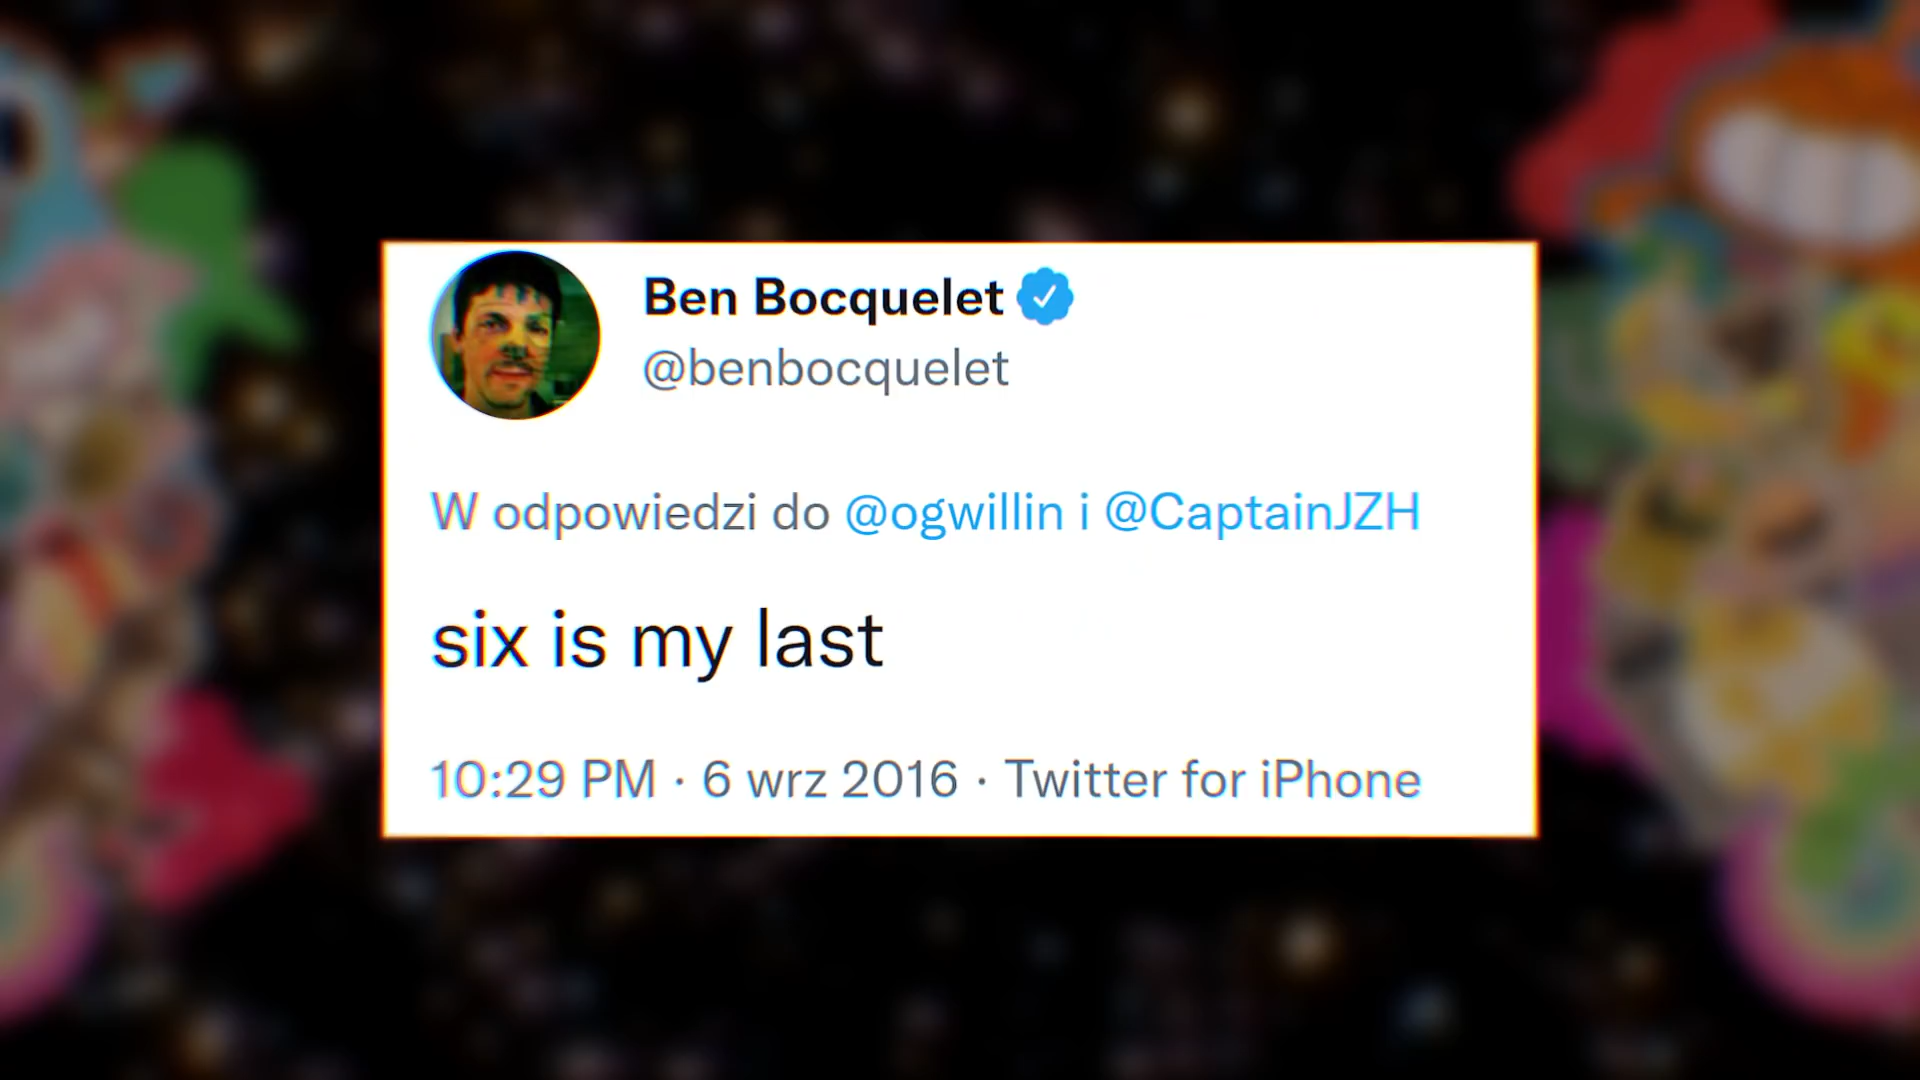 Ben Bocquelet
@benbocquelet
W odpowiedzi do @ogwillin i @CaptainJZH
six is my last
10:29 PM · 6 wrz 2016 · Twitter for iPhone